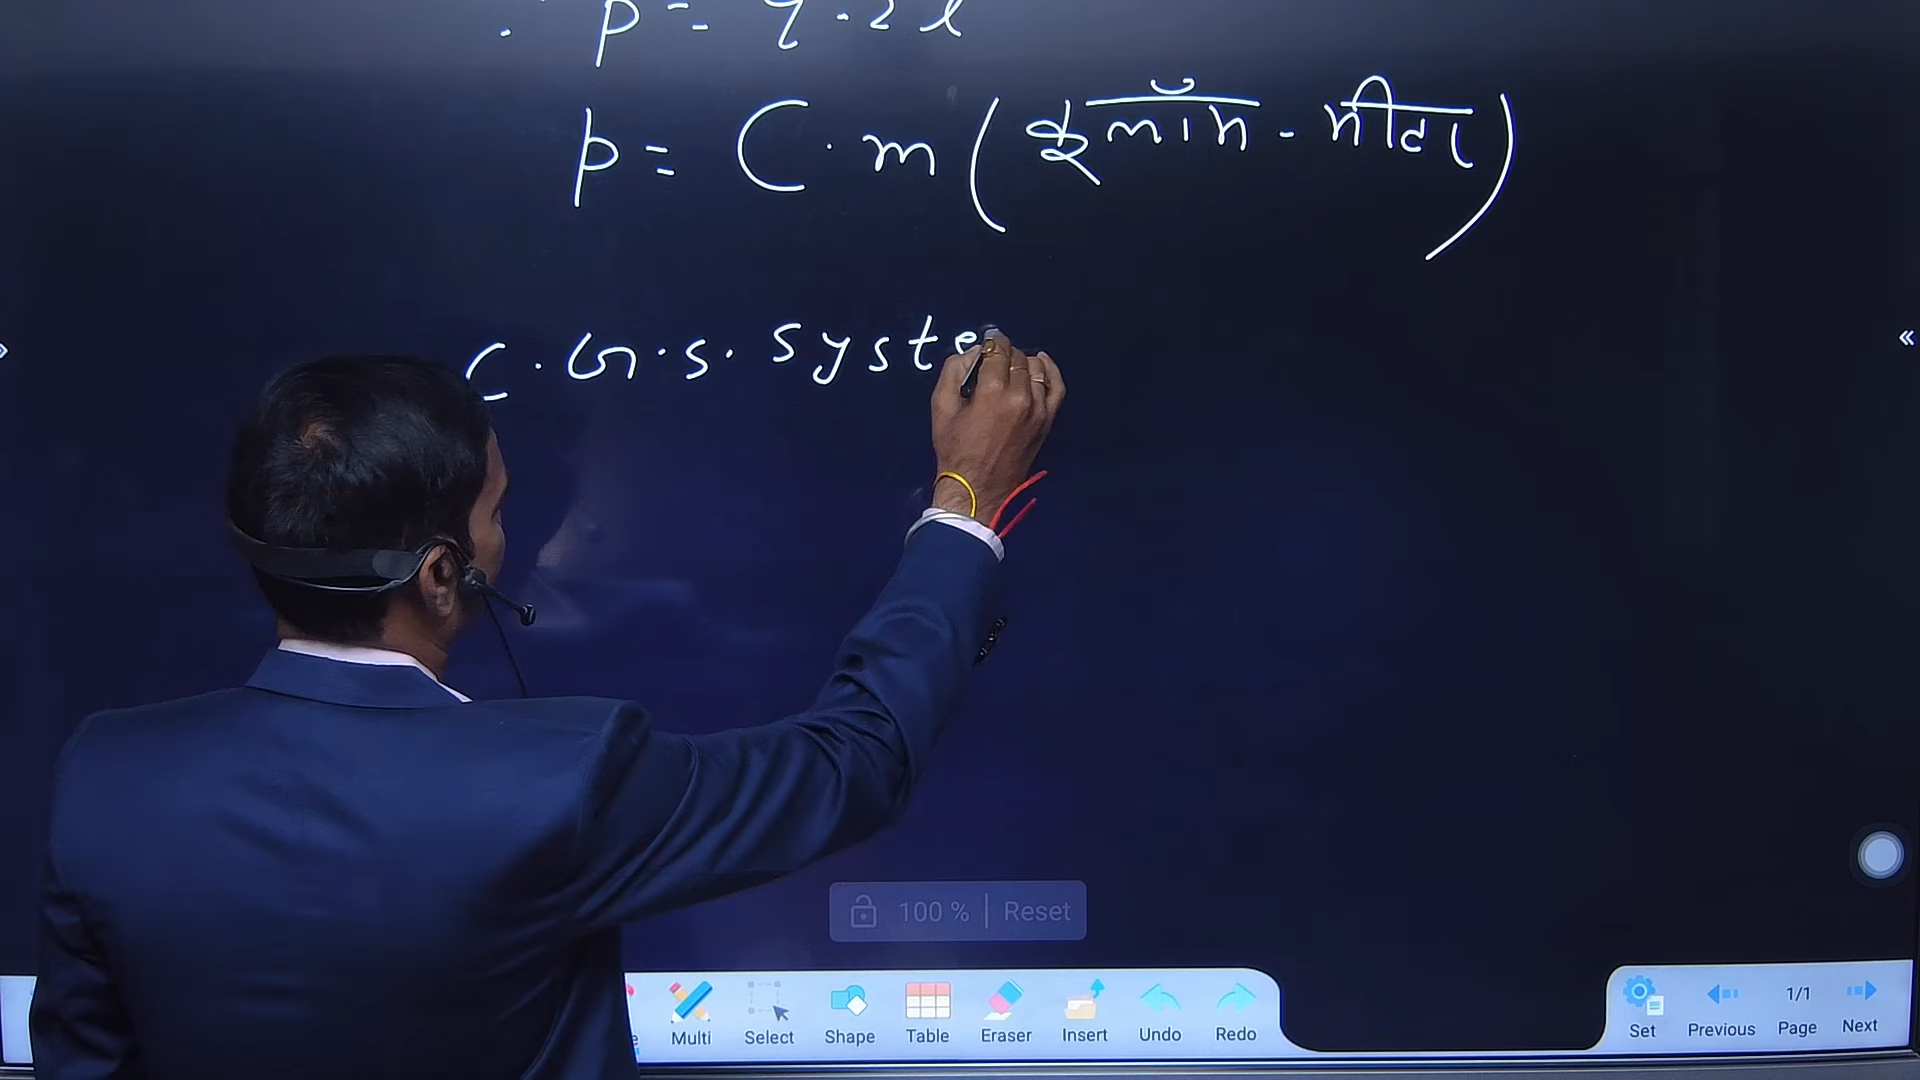 ∴ p = q · 2l
p = C · m ( कूलॉम - मीटर )
C. G. S. Syste
100 % | Reset
Multi Select Shape Table Eraser Insert Undo Redo
Set Previous 1/1 Page Next